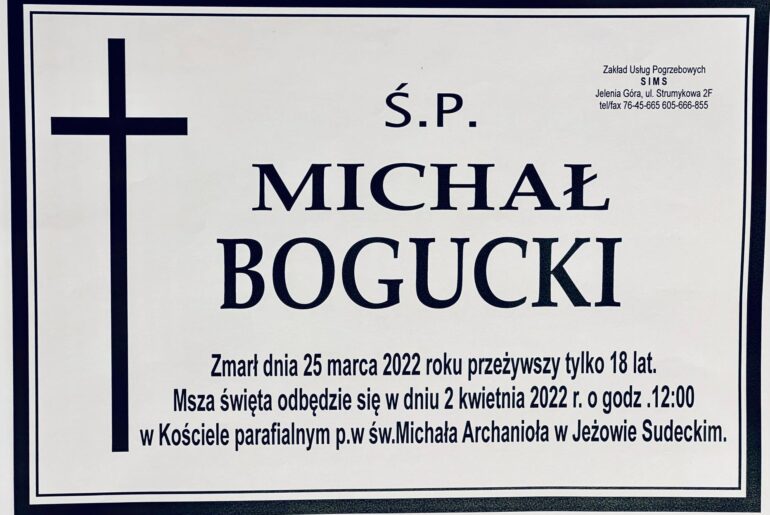 Zakład Usług Pogrzebowych
SIMS
Jelenia Góra, ul. Strumykowa 2F
tel/fax 76-45-665 605-666-855
Ś.P.
MICHAŁ
BOGUCKI
Zmarł dnia 25 marca 2022 roku przeżywszy tylko 18 lat.
Msza święta odbędzie się w dniu 2 kwietnia 2022 r. o godz .12:00
w Kościele parafialnym p.w św.Michała Archanioła w Jeżowie Sudeckim.